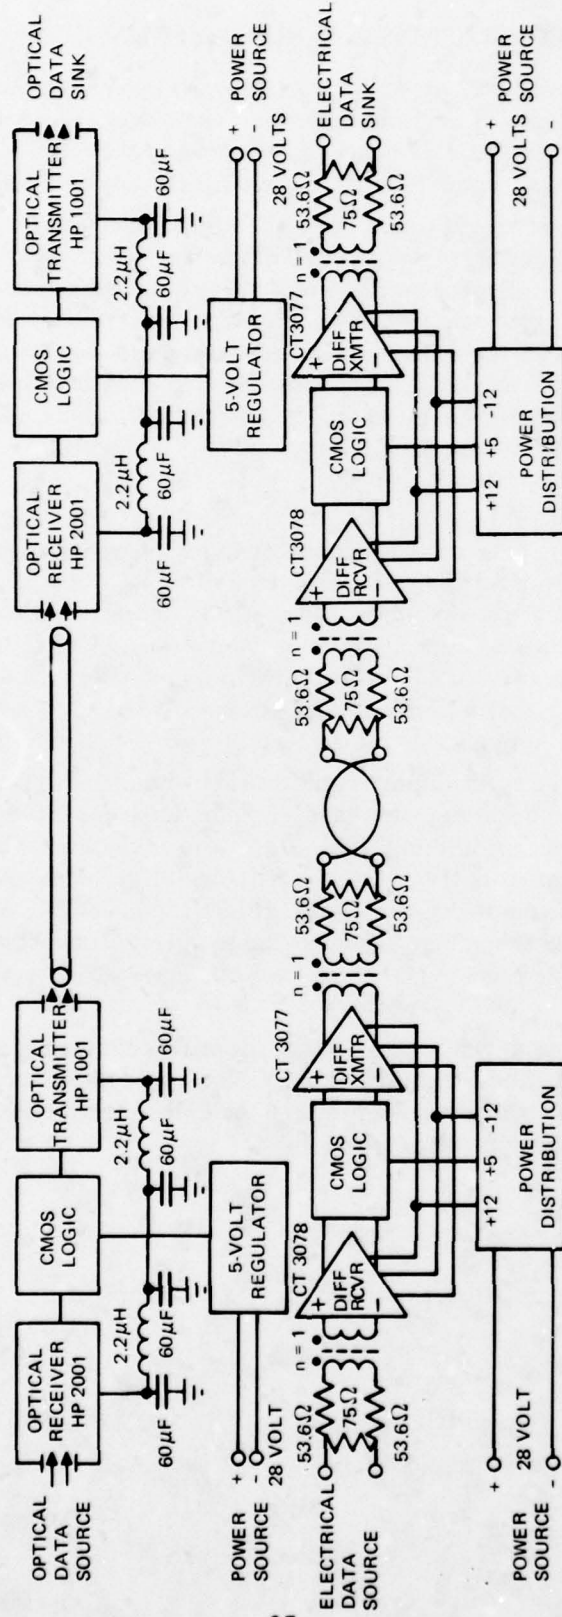 OPTICAL
DATA
SOURCE
OPTICAL
RECEIVER
HP 2001
CMOS
LOGIC
OPTICAL
TRANSMITTER
HP 1001
2.2μH
2.2μH
60μF
60μF
60μF
60μF
5-VOLT
REGULATOR
POWER
SOURCE
+
-
28 VOLT
OPTICAL
RECEIVER
HP 2001
CMOS
LOGIC
OPTICAL
TRANSMITTER
HP 1001
OPTICAL
DATA
SINK
2.2μH
2.2μH
60μF
60μF
60μF
60μF
5-VOLT
REGULATOR
+
-
POWER
SOURCE
28 VOLTS
ELECTRICAL
DATA
SOURCE
53.6Ω
75Ω
53.6Ω
n = 1
CT 3078
+
DIFF
RCVR
-
CMOS
LOGIC
CT 3077
+
DIFF
XMTR
-
n = 1
53.6Ω
75Ω
53.6Ω
53.6Ω
75Ω
53.6Ω
n = 1
CT3078
+
DIFF
RCVR
-
CMOS
LOGIC
CT3077
+
DIFF
XMTR
-
n = 1
53.6Ω
75Ω
53.6Ω
ELECTRICAL
DATA
SINK
+12 +5 -12
POWER
DISTRIBUTION
POWER
SOURCE
+
28 VOLT
-
+12 +5 -12
POWER
DISTRIBUTION
+
28 VOLTS
-
POWER
SOURCE